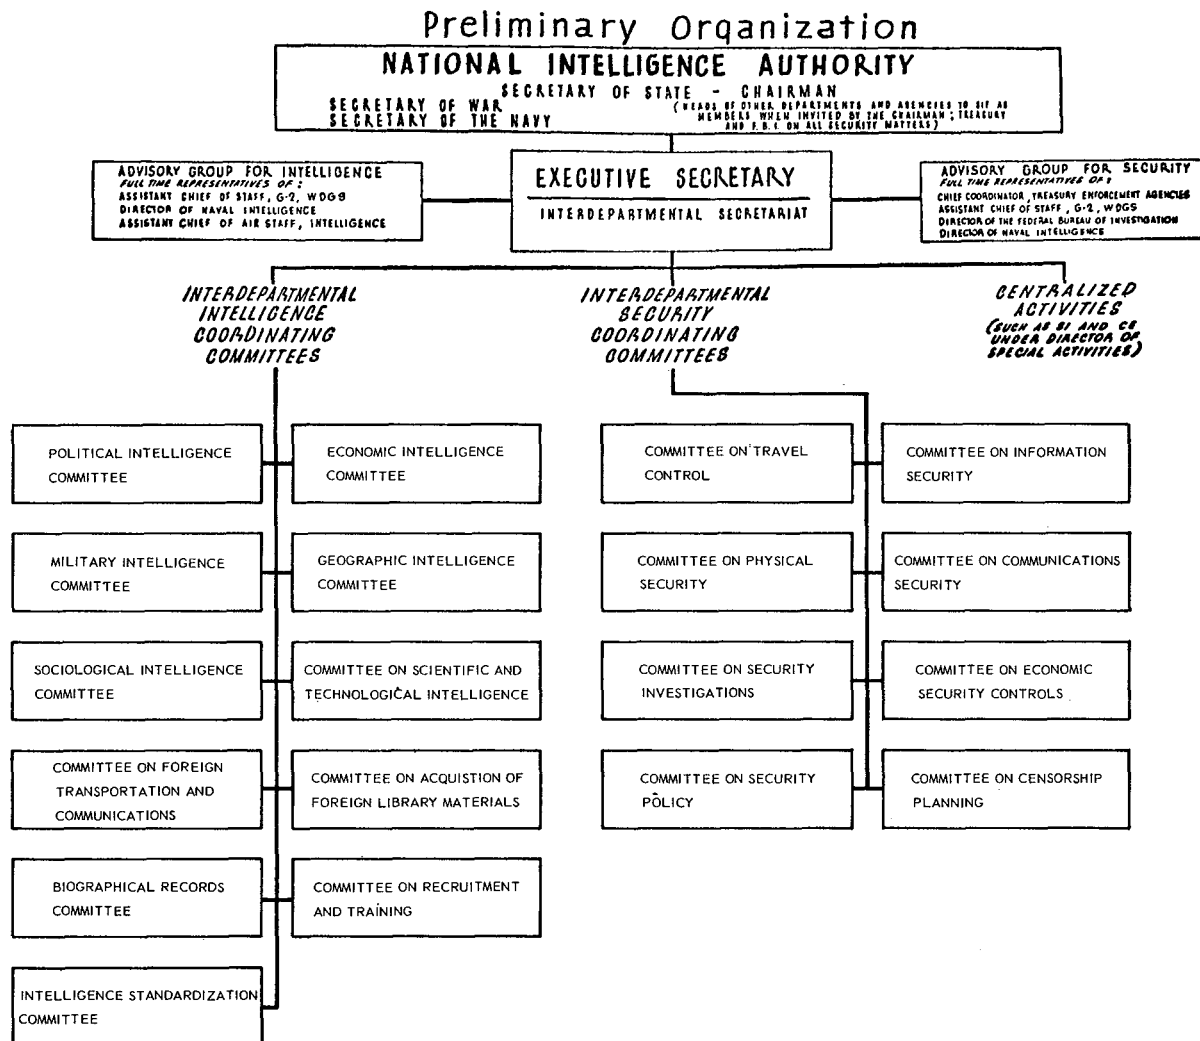 Preliminary Organization
NATIONAL INTELLIGENCE AUTHORITY
SECRETARY OF STATE - CHAIRMAN
SECRETARY OF WAR
SECRETARY OF THE NAVY
(HEADS OF OTHER DEPARTMENTS AND AGENCIES TO SIT AS
MEMBERS WHEN INVITED BY THE CHAIRMAN; TREASURY
AND F.B.I. ON ALL SECURITY MATTERS)
ADVISORY GROUP FOR INTELLIGENCE
FULL TIME REPRESENTATIVES OF:
ASSISTANT CHIEF OF STAFF, G-2, WDGS
DIRECTOR OF NAVAL INTELLIGENCE
ASSISTANT CHIEF OF AIR STAFF, INTELLIGENCE
EXECUTIVE SECRETARY
INTERDEPARTMENTAL SECRETARIAT
ADVISORY GROUP FOR SECURITY
FULL TIME REPRESENTATIVES OF:
CHIEF COORDINATOR, TREASURY ENFORCEMENT AGENCIES
ASSISTANT CHIEF OF STAFF, G-2, WDGS
DIRECTOR OF THE FEDERAL BUREAU OF INVESTIGATION
DIRECTOR OF NAVAL INTELLIGENCE
INTERDEPARTMENTAL
INTELLIGENCE
COORDINATING
COMMITTEES
INTERDEPARTMENTAL
SECURITY
COORDINATING
COMMITTEES
CENTRALIZED
ACTIVITIES
(SUCH AS SI AND CE
UNDER DIRECTOR OF
SPECIAL ACTIVITIES)
POLITICAL INTELLIGENCE
COMMITTEE
ECONOMIC INTELLIGENCE
COMMITTEE
MILITARY INTELLIGENCE
COMMITTEE
GEOGRAPHIC INTELLIGENCE
COMMITTEE
SOCIOLOGICAL INTELLIGENCE
COMMITTEE
COMMITTEE ON SCIENTIFIC AND
TECHNOLOGICAL INTELLIGENCE
COMMITTEE ON FOREIGN
TRANSPORTATION AND
COMMUNICATIONS
COMMITTEE ON ACQUISTION OF
FOREIGN LIBRARY MATERIALS
BIOGRAPHICAL RECORDS
COMMITTEE
COMMITTEE ON RECRUITMENT
AND TRAINING
INTELLIGENCE STANDARDIZATION
COMMITTEE
COMMITTEE ON TRAVEL
CONTROL
COMMITTEE ON INFORMATION
SECURITY
COMMITTEE ON PHYSICAL
SECURITY
COMMITTEE ON COMMUNICATIONS
SECURITY
COMMITTEE ON SECURITY
INVESTIGATIONS
COMMITTEE ON ECONOMIC
SECURITY CONTROLS
COMMITTEE ON SECURITY
POLICY
COMMITTEE ON CENSORSHIP
PLANNING